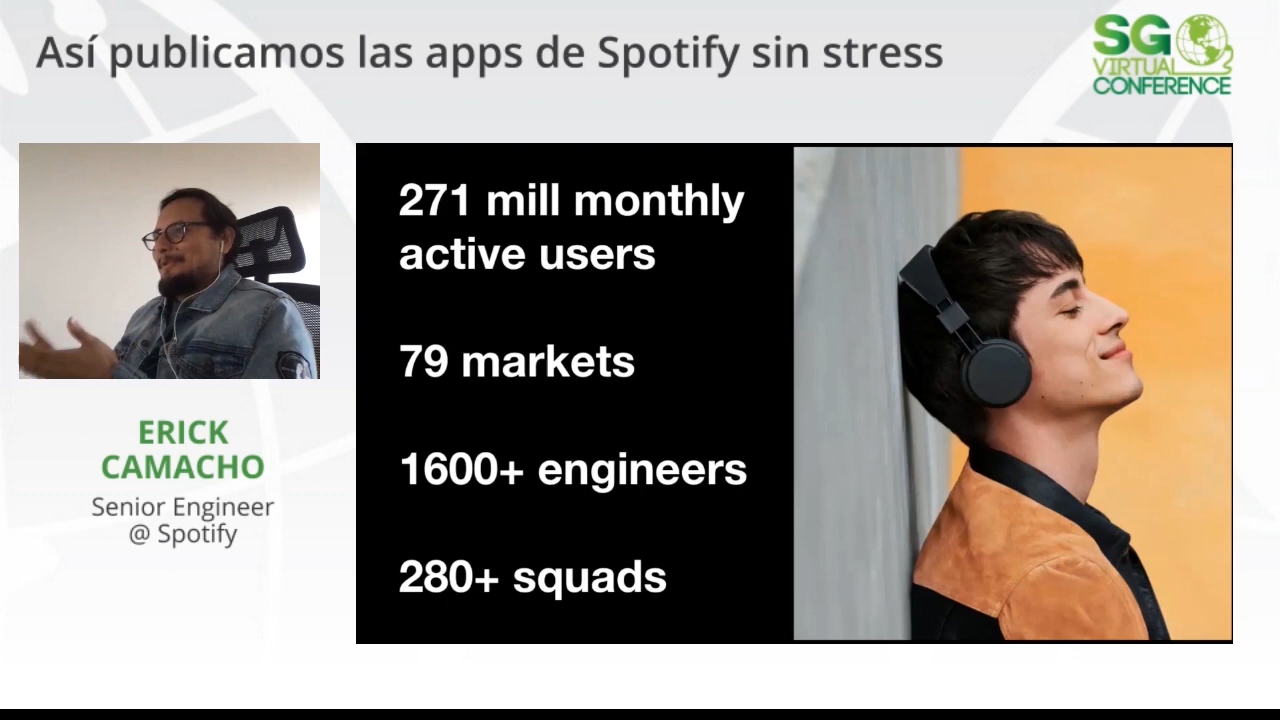 Así publicamos las apps de Spotify sin stress
SG
VIRTUAL
CONFERENCE
271 mill monthly
active users
79 markets
1600+ engineers
280+ squads
ERICK
CAMACHO
Senior Engineer
@ Spotify